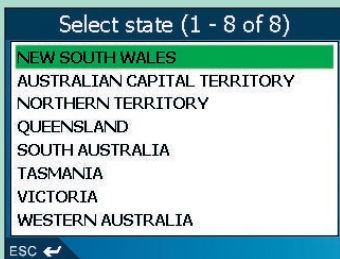 Select state (1 - 8 of 8)
NEW SOUTH WALES
AUSTRALIAN CAPITAL TERRITORY
NORTHERN TERRITORY
QUEENSLAND
SOUTH AUSTRALIA
TASMANIA
VICTORIA
WESTERN AUSTRALIA
ESC